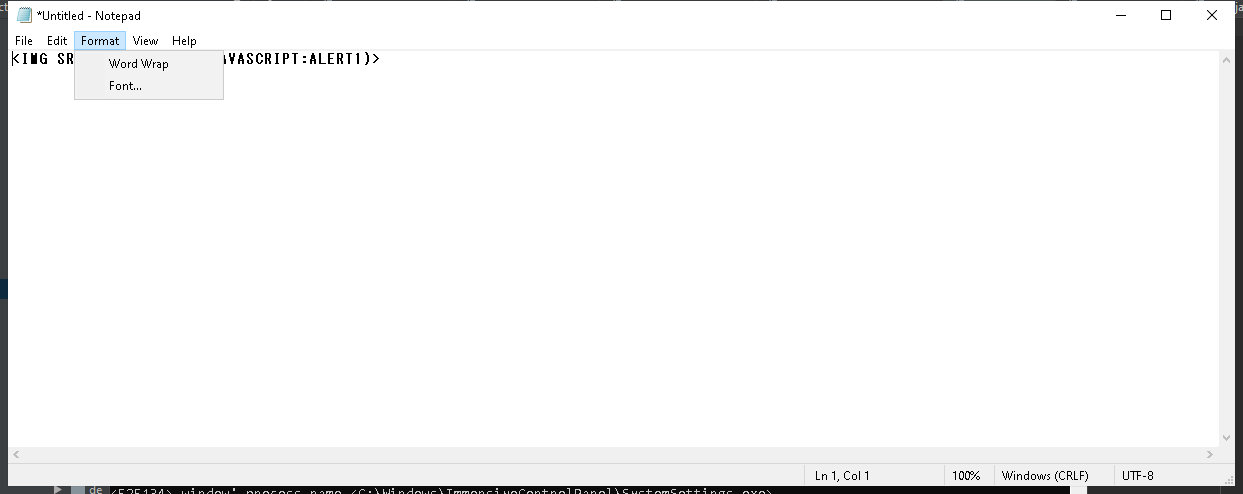 *Untitled - Notepad
File Edit Format View Help
<IMG SR
AVASCRIPT:ALERT1)>
Word Wrap
Font...
Ln 1, Col 1 100% Windows (CRLF) UTF-8
de <525134> window' process name <C:\Windows\ImmersiveControlPanel\SystemSettings.exe>